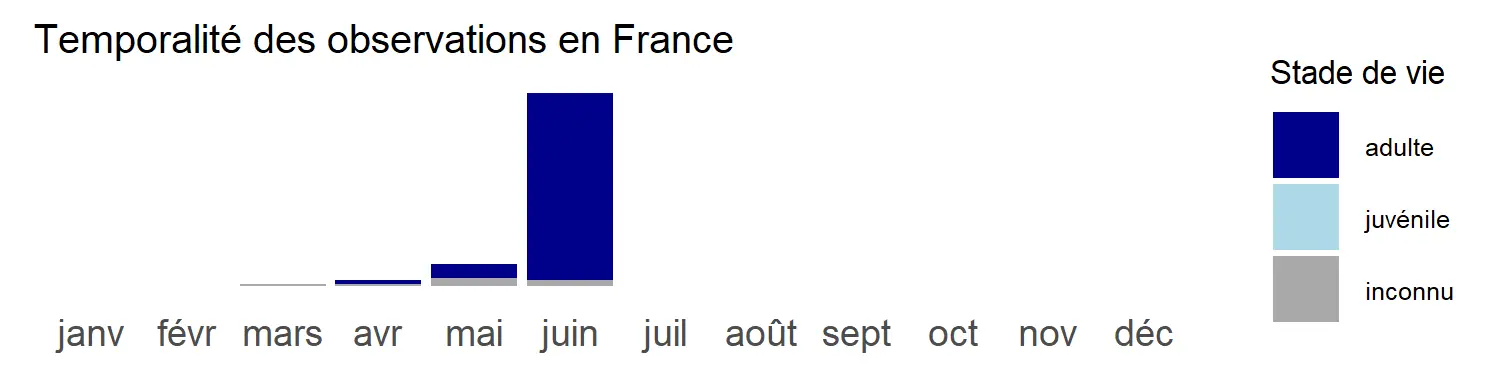 Temporalité des observations en France
Stade de vie
adulte
juvénile
inconnu
janv févr mars avr mai juin juil août sept oct nov déc